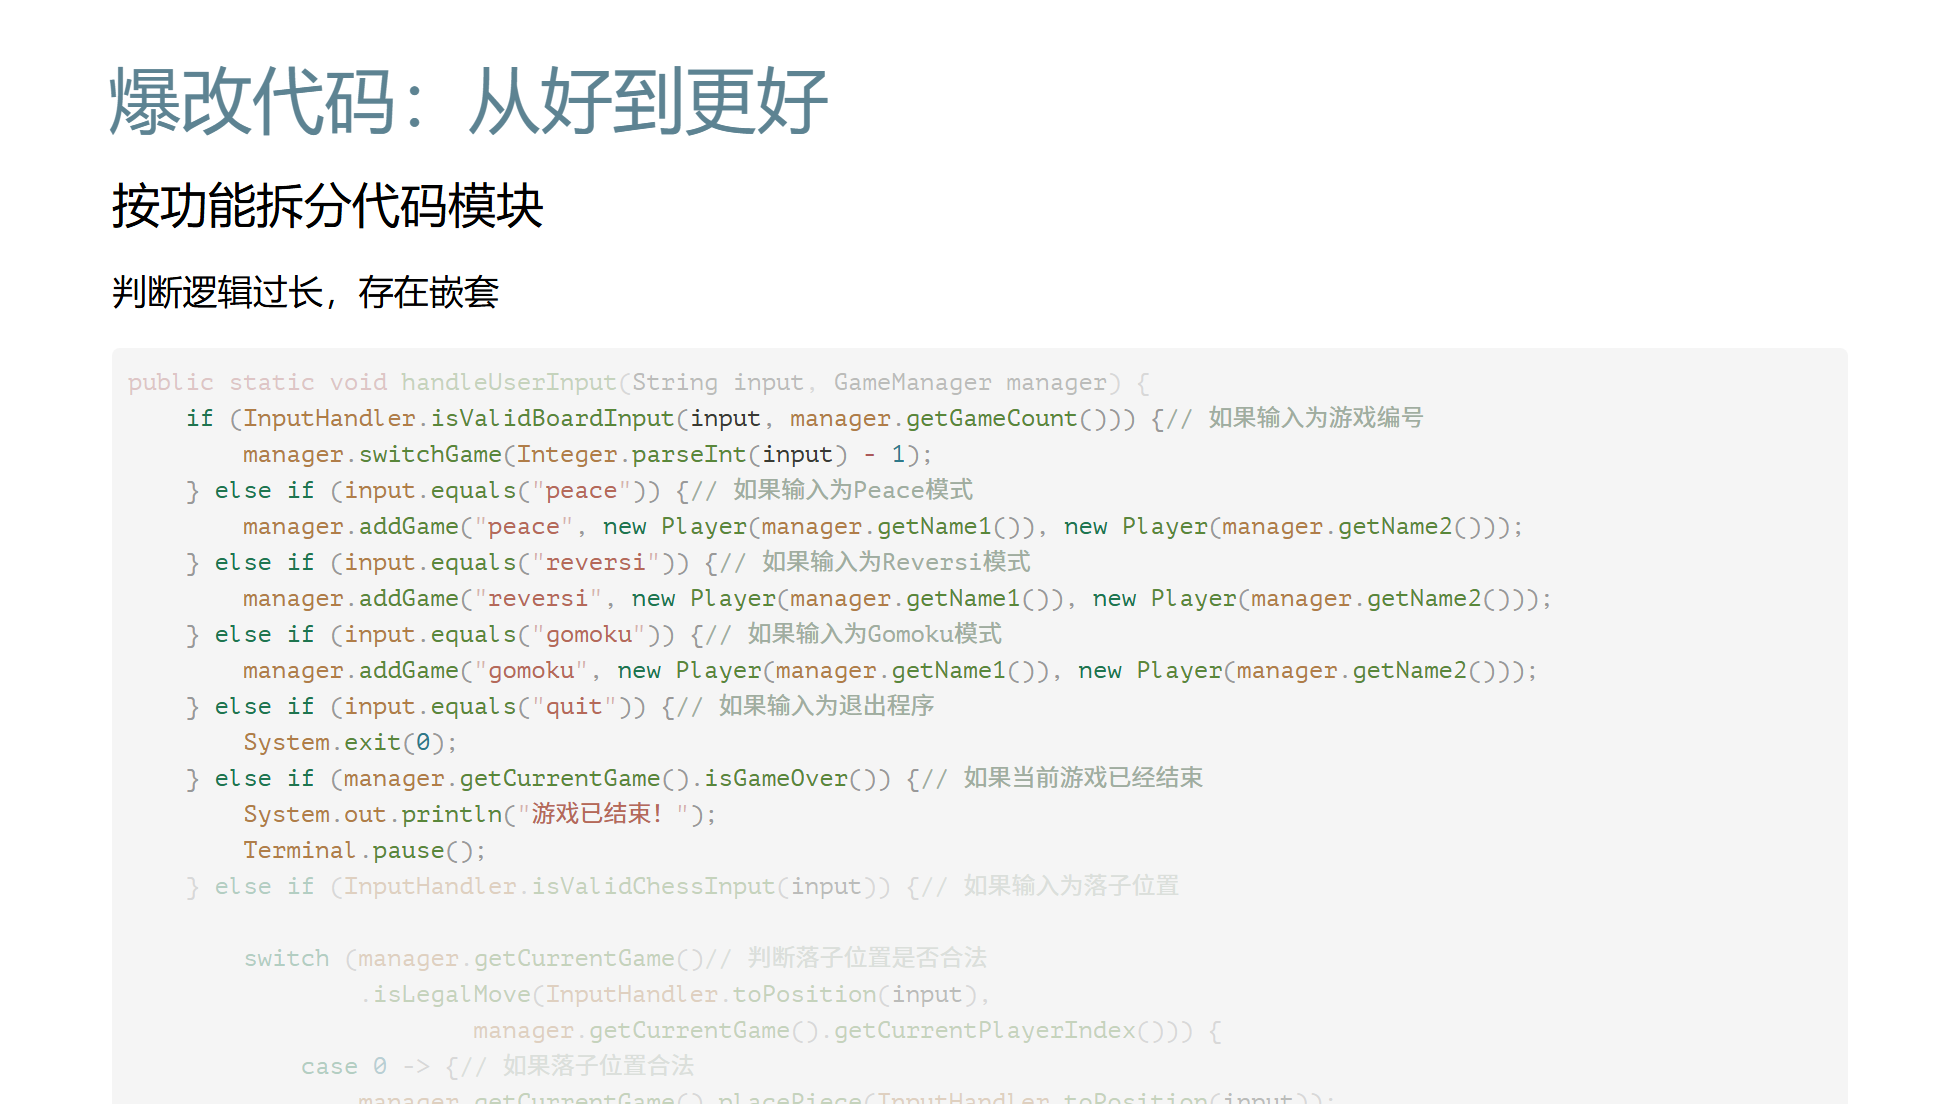 爆改代码：从好到更好
按功能拆分代码模块
判断逻辑过长，存在嵌套
public static void handleUserInput(String input, GameManager manager) {
    if (InputHandler.isValidBoardInput(input, manager.getGameCount())) {// 如果输入为游戏编号
        manager.switchGame(Integer.parseInt(input) - 1);
    } else if (input.equals("peace")) {// 如果输入为Peace模式
        manager.addGame("peace", new Player(manager.getName1()), new Player(manager.getName2()));
    } else if (input.equals("reversi")) {// 如果输入为Reversi模式
        manager.addGame("reversi", new Player(manager.getName1()), new Player(manager.getName2()));
    } else if (input.equals("gomoku")) {// 如果输入为Gomoku模式
        manager.addGame("gomoku", new Player(manager.getName1()), new Player(manager.getName2()));
    } else if (input.equals("quit")) {// 如果输入为退出程序
        System.exit(0);
    } else if (manager.getCurrentGame().isGameOver()) {// 如果当前游戏已经结束
        System.out.println("游戏已结束！");
        Terminal.pause();
    } else if (InputHandler.isValidChessInput(input)) {// 如果输入为落子位置
        switch (manager.getCurrentGame()// 判断落子位置是否合法
                .isLegalMove(InputHandler.toPosition(input),
                        manager.getCurrentGame().getCurrentPlayerIndex())) {
            case 0 -> {// 如果落子位置合法
                manager.getCurrentGame().placePiece(InputHandler.toPosition(input));